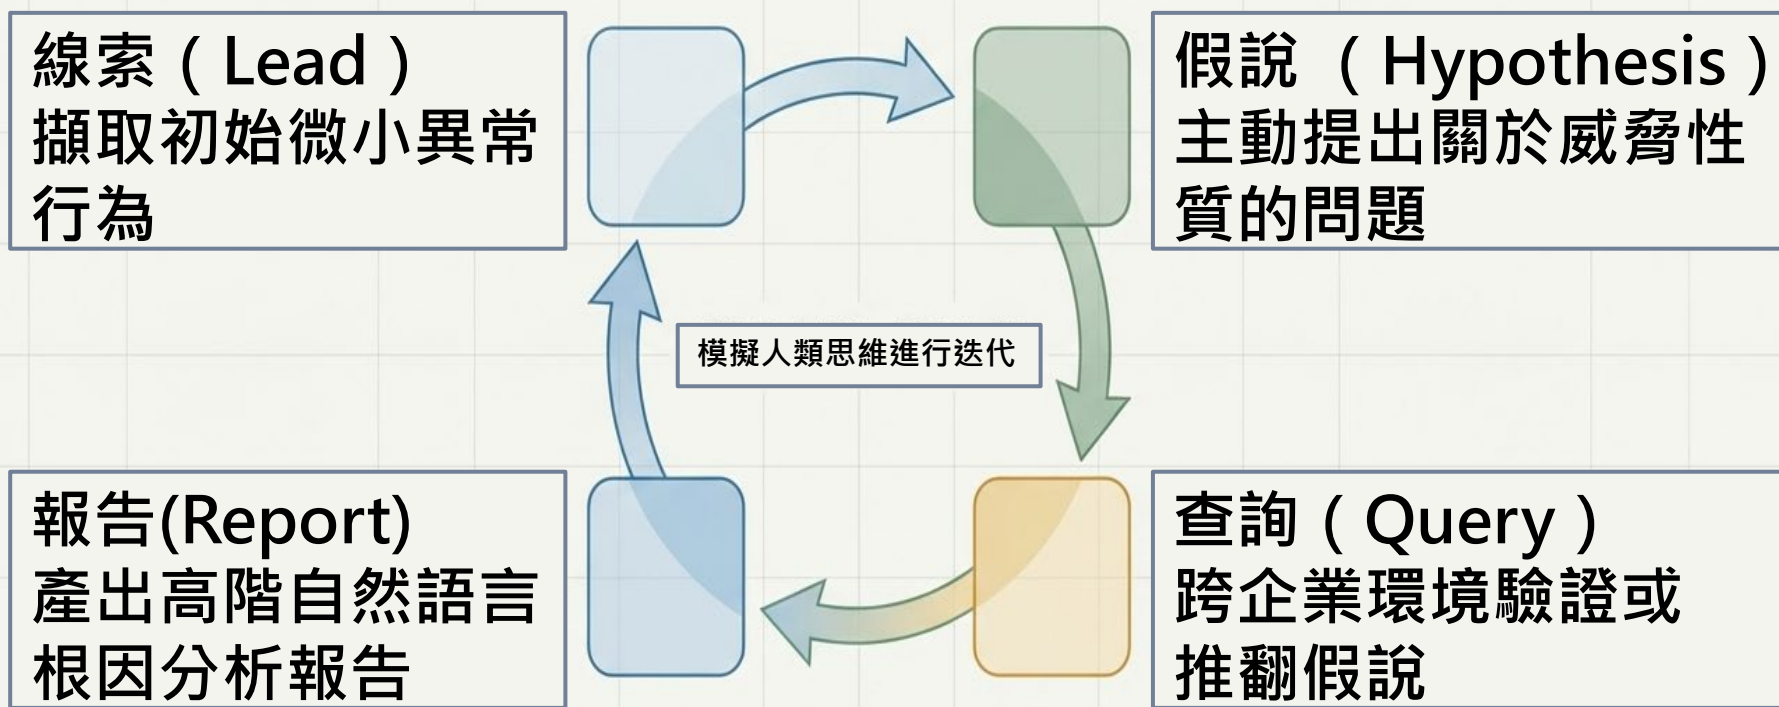 線索（Lead）
擷取初始微小異常
行為
假說 （Hypothesis）
主動提出關於威脅性
質的問題
模擬人類思維進行迭代
報告(Report)
產出高階自然語言
根因分析報告
查詢（Query）
跨企業環境驗證或
推翻假說